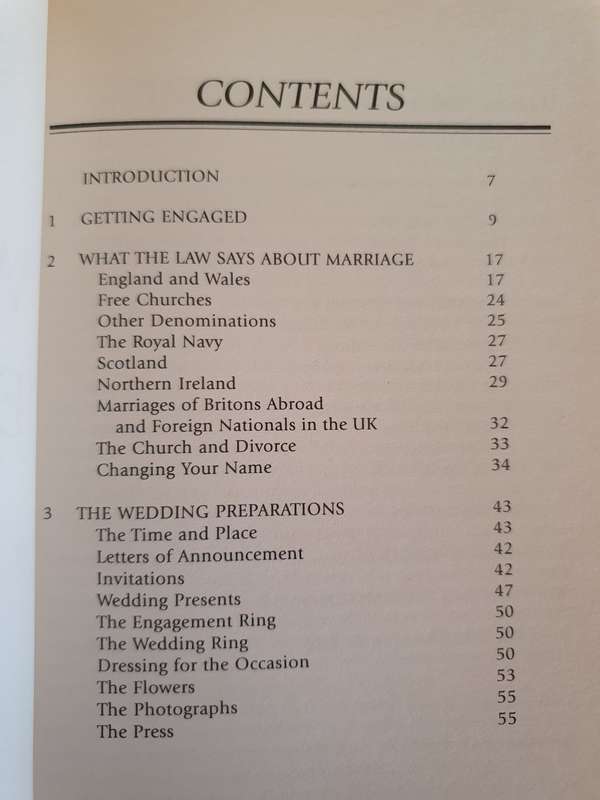 CONTENTS
INTRODUCTION 7
1 GETTING ENGAGED 9
2 WHAT THE LAW SAYS ABOUT MARRIAGE 17
England and Wales 17
Free Churches 24
Other Denominations 25
The Royal Navy 27
Scotland 27
Northern Ireland 29
Marriages of Britons Abroad
and Foreign Nationals in the UK 32
The Church and Divorce 33
Changing Your Name 34
3 THE WEDDING PREPARATIONS 43
The Time and Place 43
Letters of Announcement 42
Invitations 42
Wedding Presents 47
The Engagement Ring 50
The Wedding Ring 50
Dressing for the Occasion 50
The Flowers 53
The Photographs 55
The Press 55